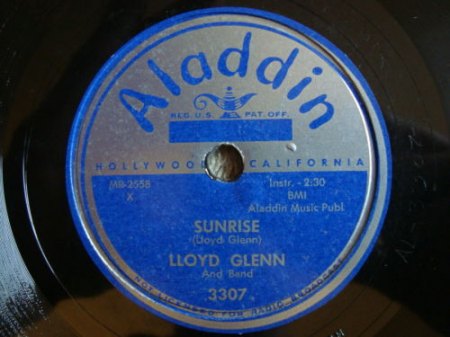 Aladdin
REG. U.S. PAT. OFF.
HOLLYWOOD CALIFORNIA
MB-2558 Instr. - 2:30
X BMI
Aladdin Music Publ.
SUNRISE
(Lloyd Glenn)
LLOYD GLENN
And Band
3307
NOT LICENSED FOR RADIO BROADCAST